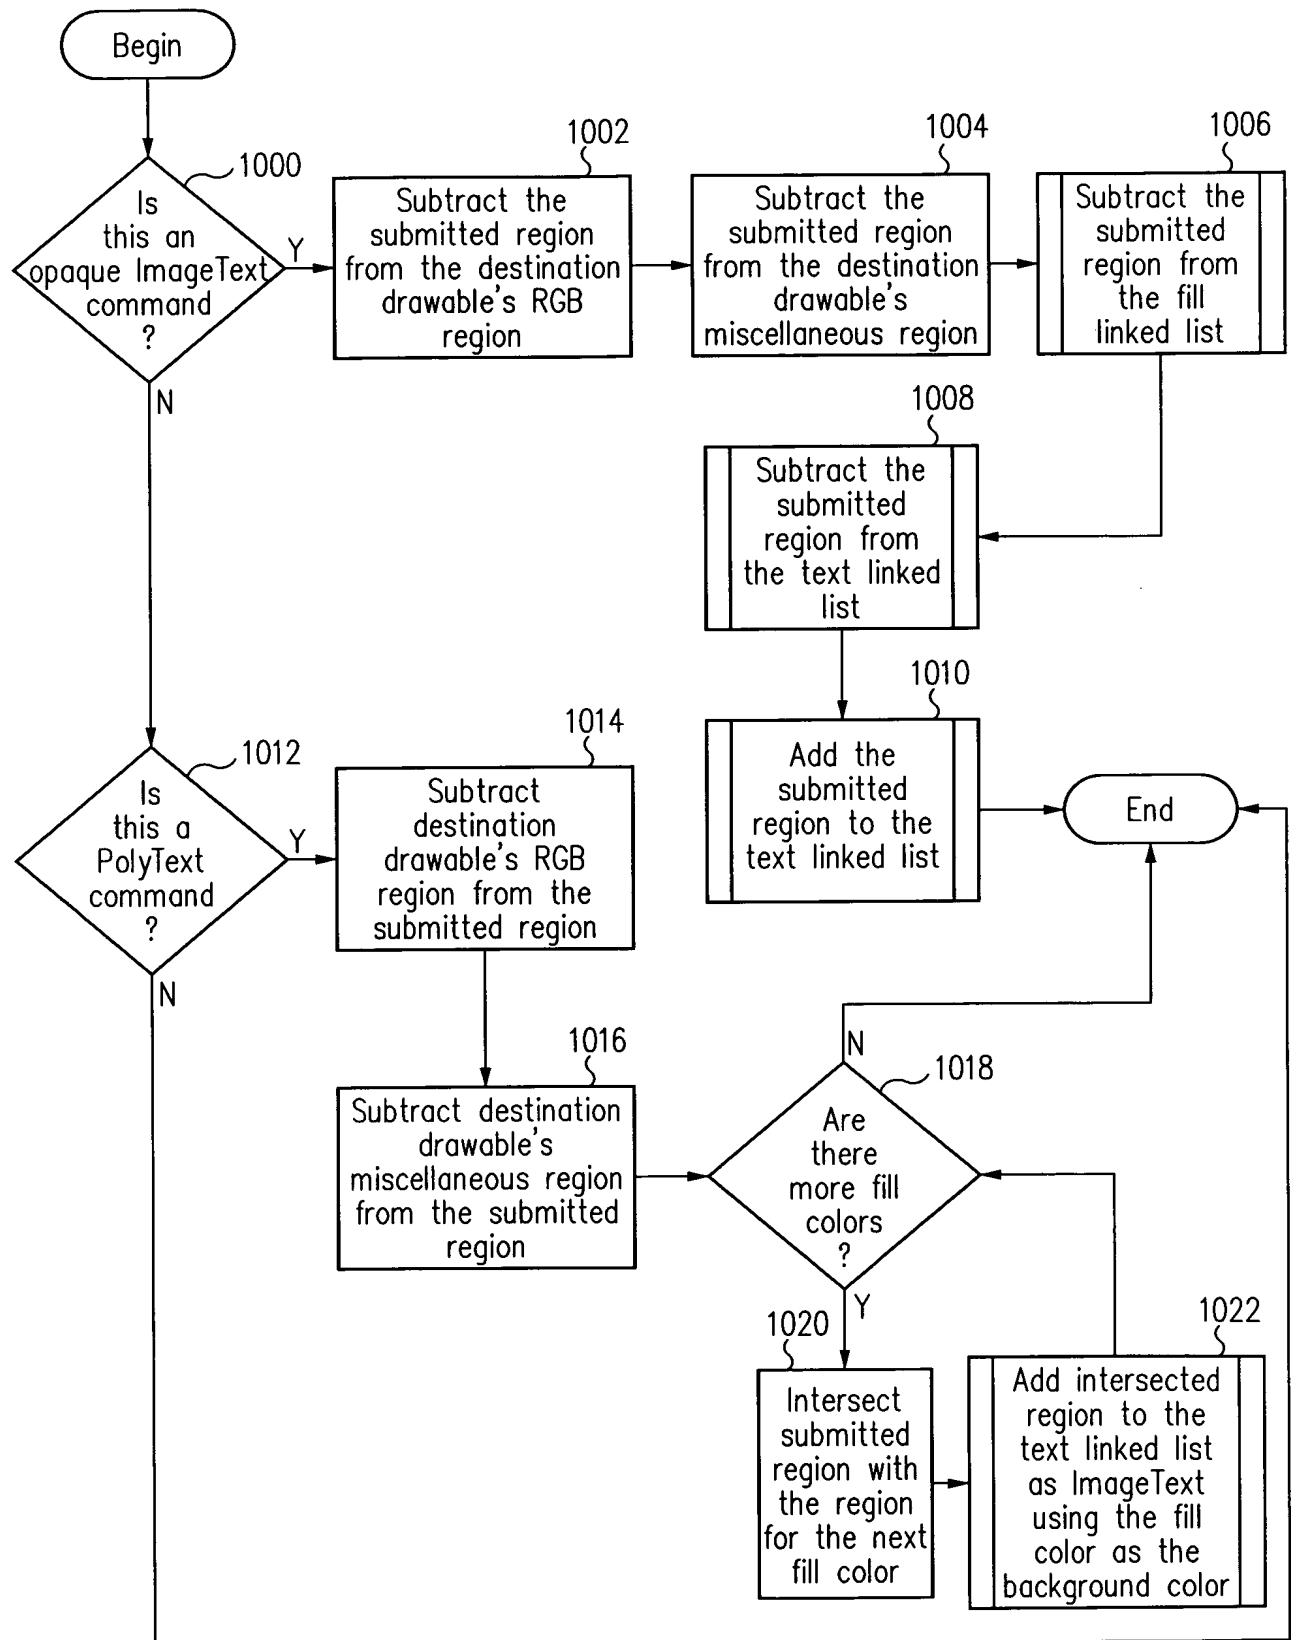 Begin
1000
Is
this an
opaque ImageText
command
?
Y
N
1002
Subtract the
submitted region
from the destination
drawable's RGB
region
1004
Subtract the
submitted region
from the destination
drawable's
miscellaneous region
1006
Subtract the
submitted
region from
the fill
linked list
1008
Subtract the
submitted
region from
the text linked
list
1010
Add the
submitted
region to the
text linked list
End
1012
Is
this a
PolyText
command
?
Y
N
1014
Subtract
destination
drawable's RGB
region from the
submitted region
1016
Subtract destination
drawable's
miscellaneous region
from the submitted
region
1018
Are
there
more fill
colors
?
N
Y
1020
Intersect
submitted
region with
the region
for the next
fill color
1022
Add intersected
region to the
text linked list
as ImageText
using the fill
color as the
background color